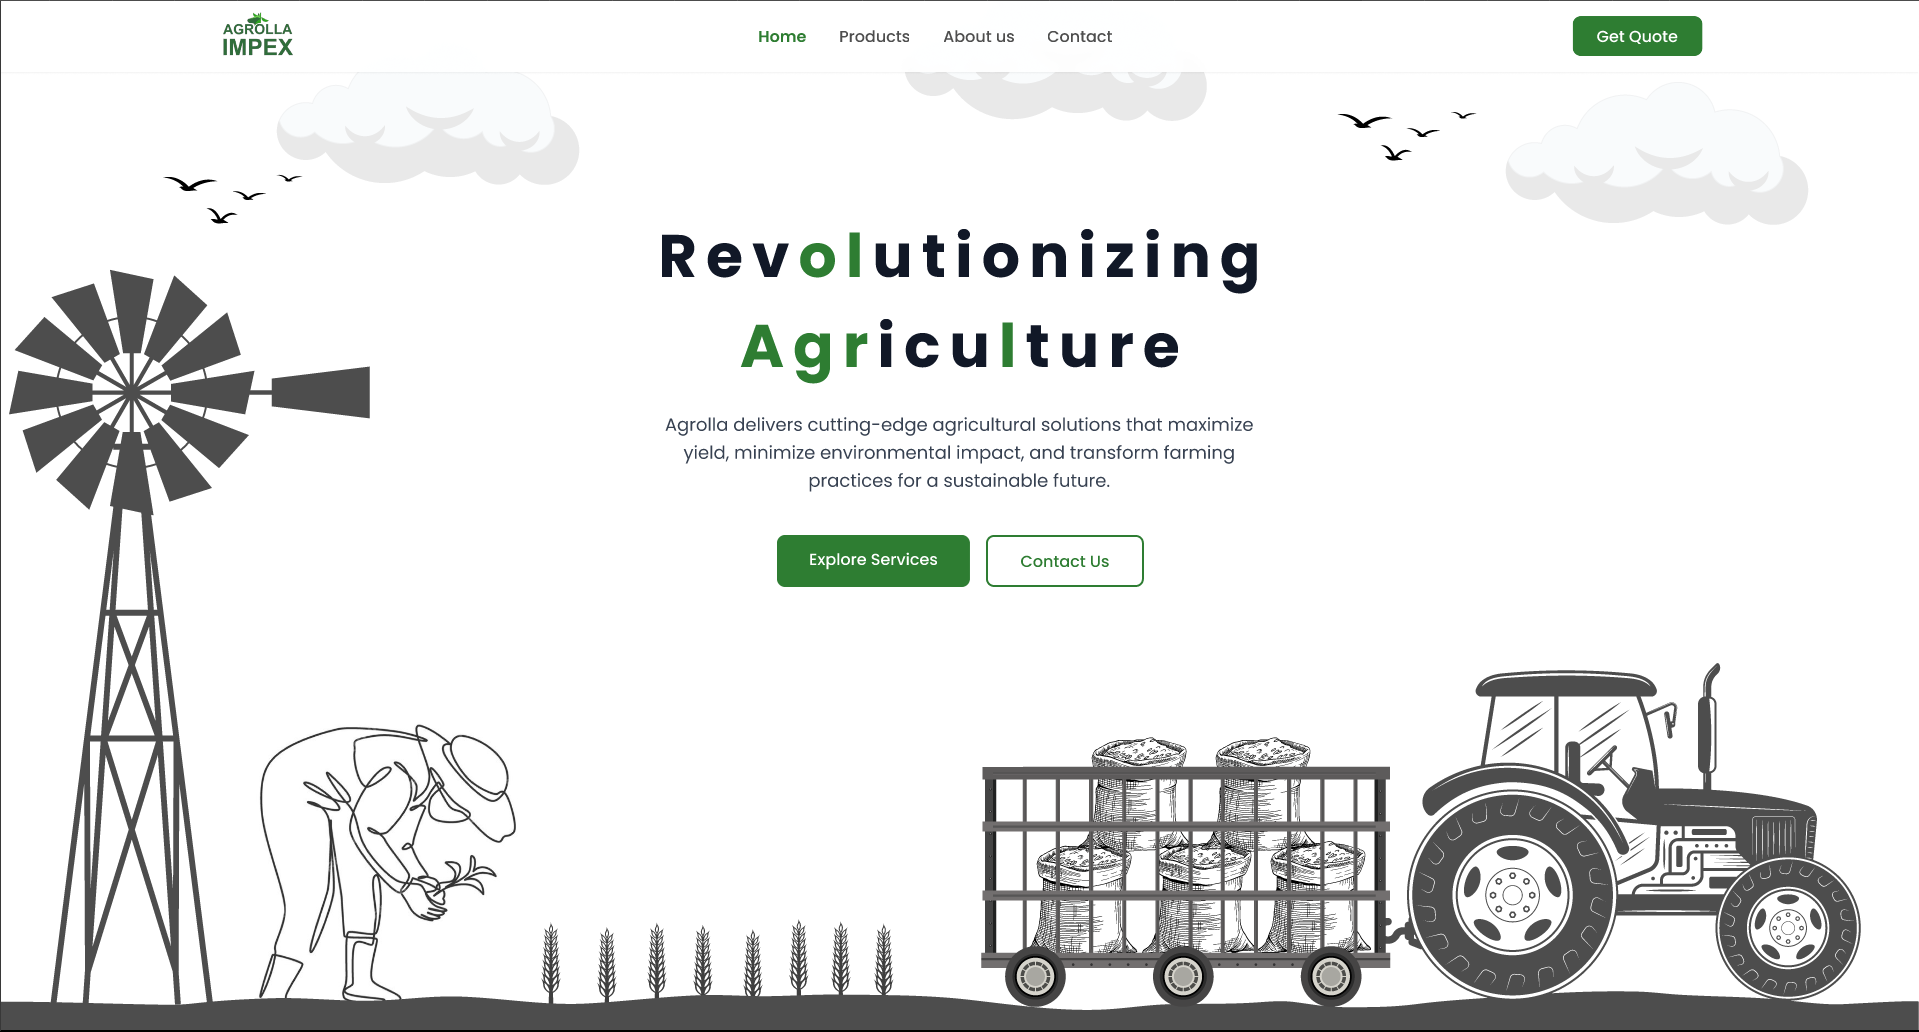 AGROLLA
IMPEX
Home Products About us Contact
Get Quote
Revolutionizing
Agriculture
Agrolla delivers cutting-edge agricultural solutions that maximize
yield, minimize environmental impact, and transform farming
practices for a sustainable future.
Explore Services Contact Us